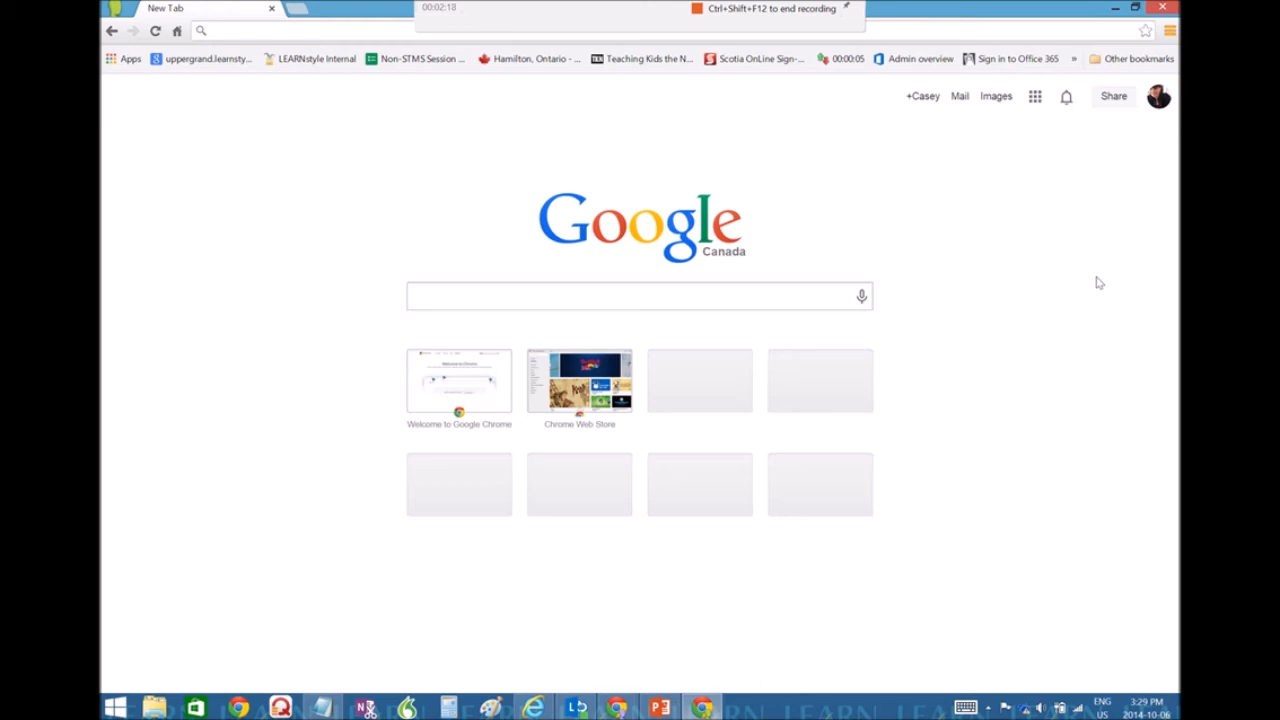 New Tab
00:02:18
Ctrl+Shift+F12 to end recording
Apps uppergrand.learnsty... LEARNstyle Internal Non-STMS Session ... Hamilton, Ontario - ... Teaching Kids the N... Scotia OnLine Sign-... 00:00:05 Admin overview Sign in to Office 365 » Other bookmarks
+Casey Mail Images Share
Google
Canada
Welcome to Google Chrome Chrome Web Store
ENG 3:29 PM
US 2014-10-06